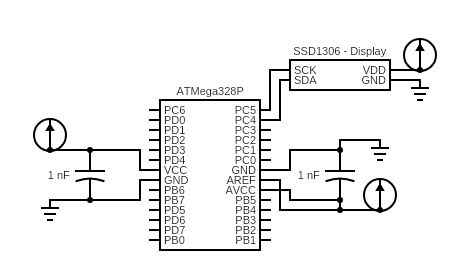 SSD1306 - Display
SCK VDD
SDA GND
ATMega328P
PC6 PC5
PD0 PC4
PD1 PC3
PD2 PC2
PD3 PC1
PD4 PC0
VCC GND
1 nF GND AREF 1 nF
PB6 AVCC
PB7 PB5
PD5 PB4
PD6 PB3
PD7 PB2
PB0 PB1